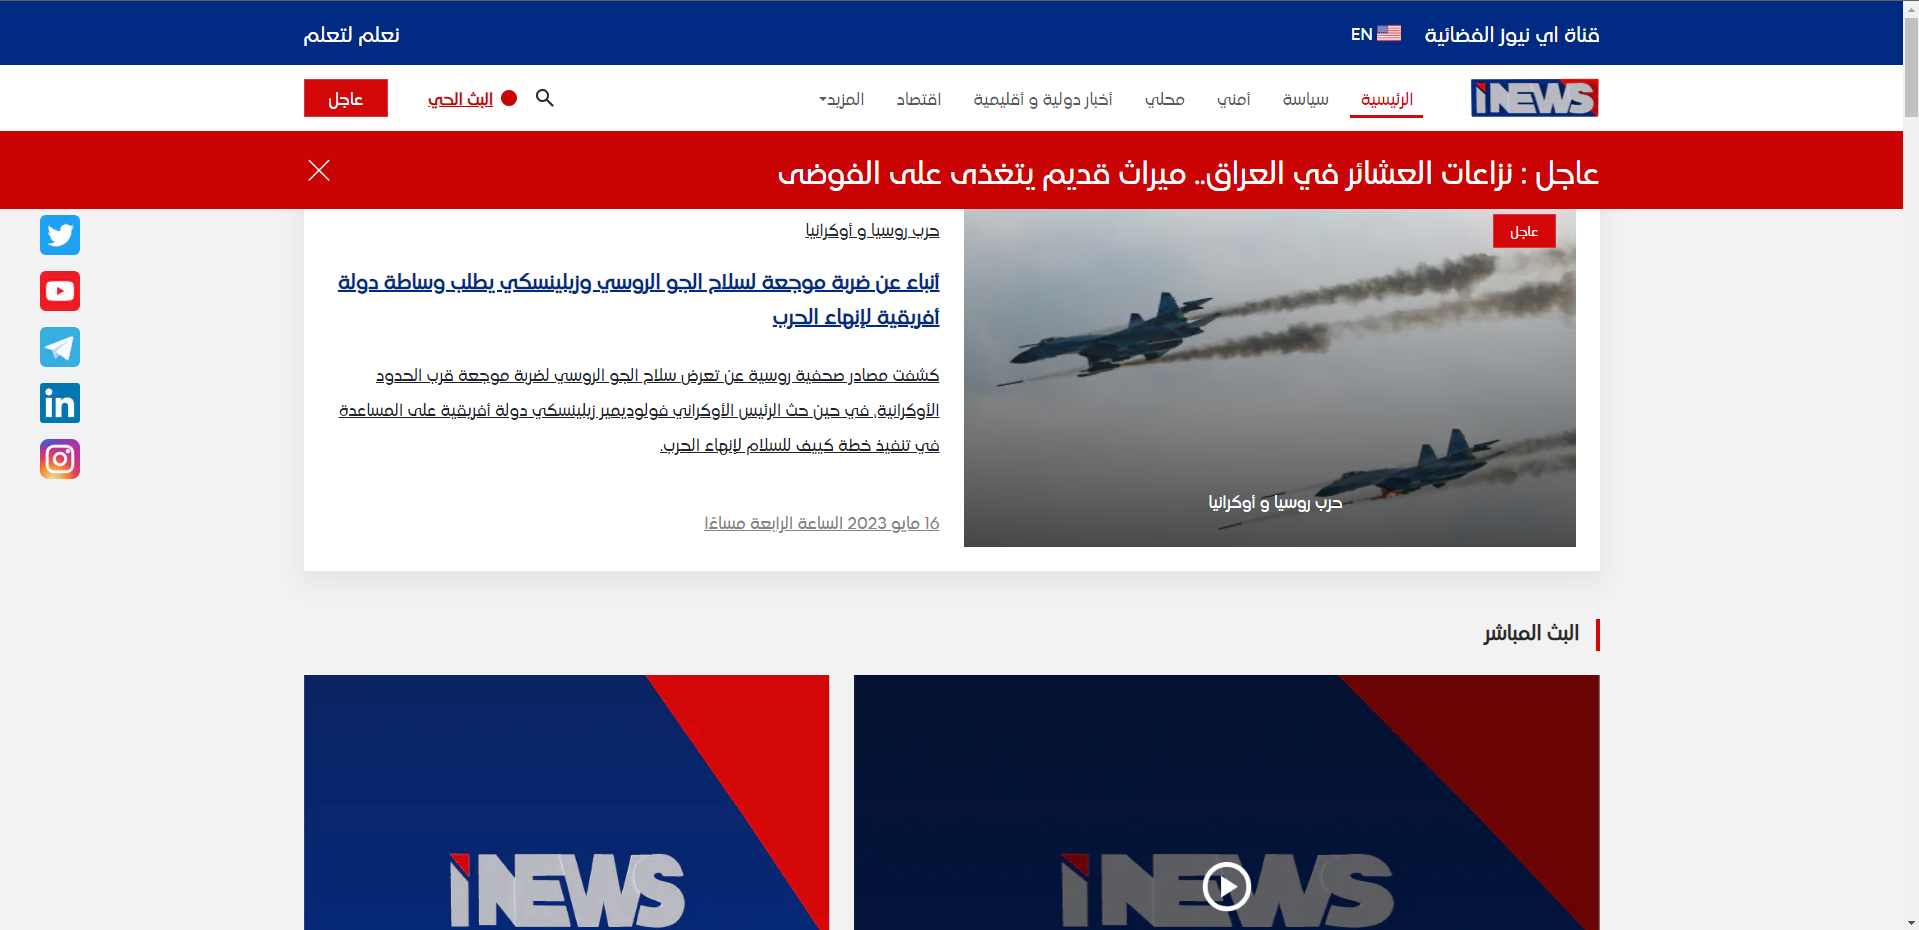 قناة اي نيوز الفضائية
EN
نعلم لتعلم
iNEWS
الرئيسية
سياسة
أمني
محلي
أخبار دولية و أقليمية
اقتصاد
المزيد
البث الحي
عاجل
عاجل : نزاعات العشائر في العراق.. ميراث قديم يتغذى على الفوضى
عاجل
حرب روسيا و أوكرانيا
حرب روسيا و أوكرانيا
أنباء عن ضربة موجعة لسلاح الجو الروسي وزيلينسكي يطلب وساطة دولة
أفريقية لإنهاء الحرب
كشفت مصادر صحفية روسية عن تعرض سلاح الجو الروسي لضربة موجعة قرب الحدود
الأوكرانية، في حين حث الرئيس الأوكراني فولوديمير زيلينسكي دولة أفريقية على المساعدة
في تنفيذ خطة كييف للسلام لإنهاء الحرب.
16 مايو 2023 الساعة الرابعة مساءًا
in
البث المباشر
iNEWS
iNEWS